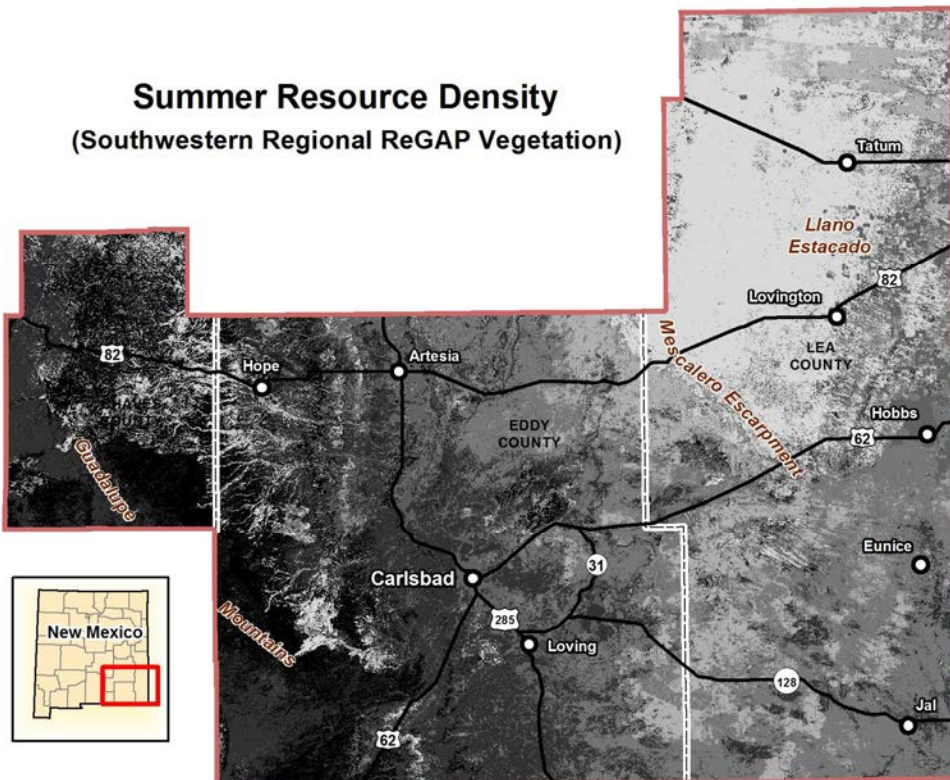 Summer Resource Density
(Southwestern Regional ReGAP Vegetation)
Tatum
Llano
Estacado
82
Lovington
LEA
COUNTY
Mescalero Escarpment
Hobbs
62
82
Hope
Artesia
EDDY
COUNTY
Guadalupe
Mountains
Eunice
Carlsbad
31
285
Loving
128
Jal
62
New Mexico